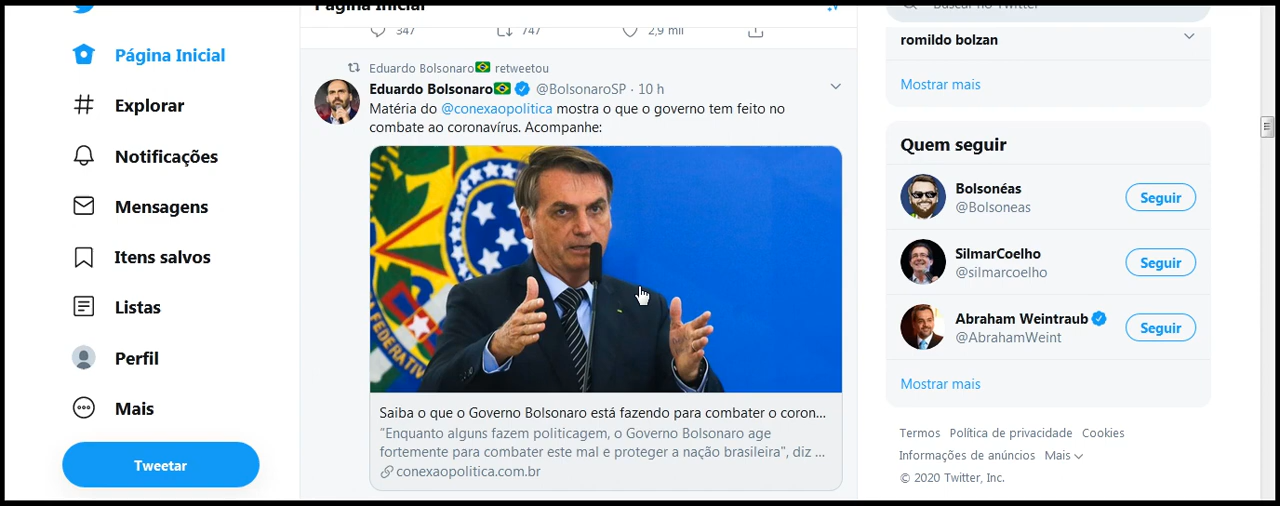 Página Inicial
Explorar
Notificações
Mensagens
Itens salvos
Listas
Perfil
Mais
Tweetar
Página Inicial
347
747
2,9 mil
Eduardo Bolsonaro retweetou
Eduardo Bolsonaro @BolsonaroSP · 10 h
Matéria do @conexaopolitica mostra o que o governo tem feito no
combate ao coronavírus. Acompanhe:
FEDERATIV
Saiba o que o Governo Bolsonaro está fazendo para combater o coron...
"Enquanto alguns fazem politicagem, o Governo Bolsonaro age
fortemente para combater este mal e proteger a nação brasileira", diz ...
conexaopolitica.com.br
Buscar no Twitter
romildo bolzan
Mostrar mais
Quem seguir
Bolsonéas
@Bolsoneas
Seguir
SilmarCoelho
@silmarcoelho
Seguir
Abraham Weintraub
@AbrahamWeint
Seguir
Mostrar mais
Termos Política de privacidade Cookies
Informações de anúncios Mais
© 2020 Twitter, Inc.